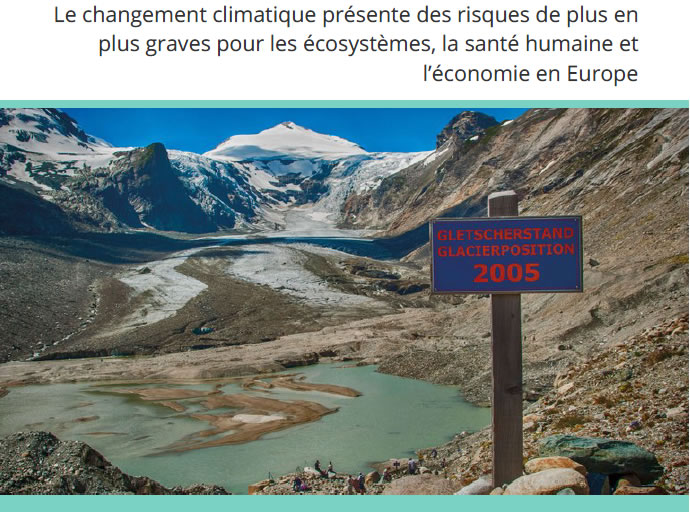 Le changement climatique présente des risques de plus en
plus graves pour les écosystèmes, la santé humaine et
l’économie en Europe
GLETSCHERSTAND
GLACIERPOSITION
2005